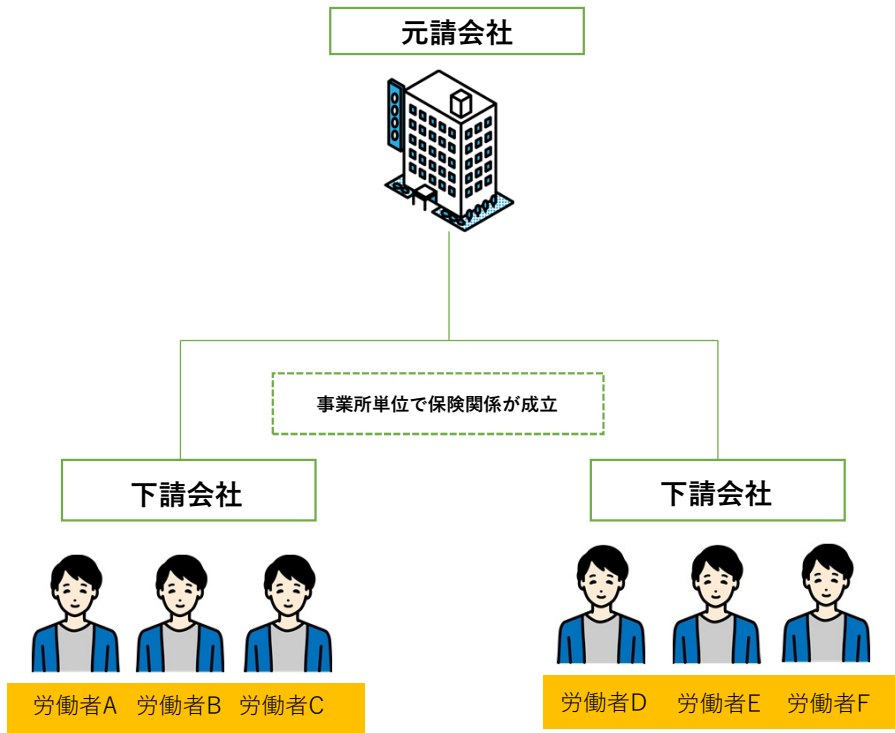 元請会社
事業所単位で保険関係が成立
下請会社
下請会社
労働者A 労働者B 労働者C
労働者D 労働者E 労働者F